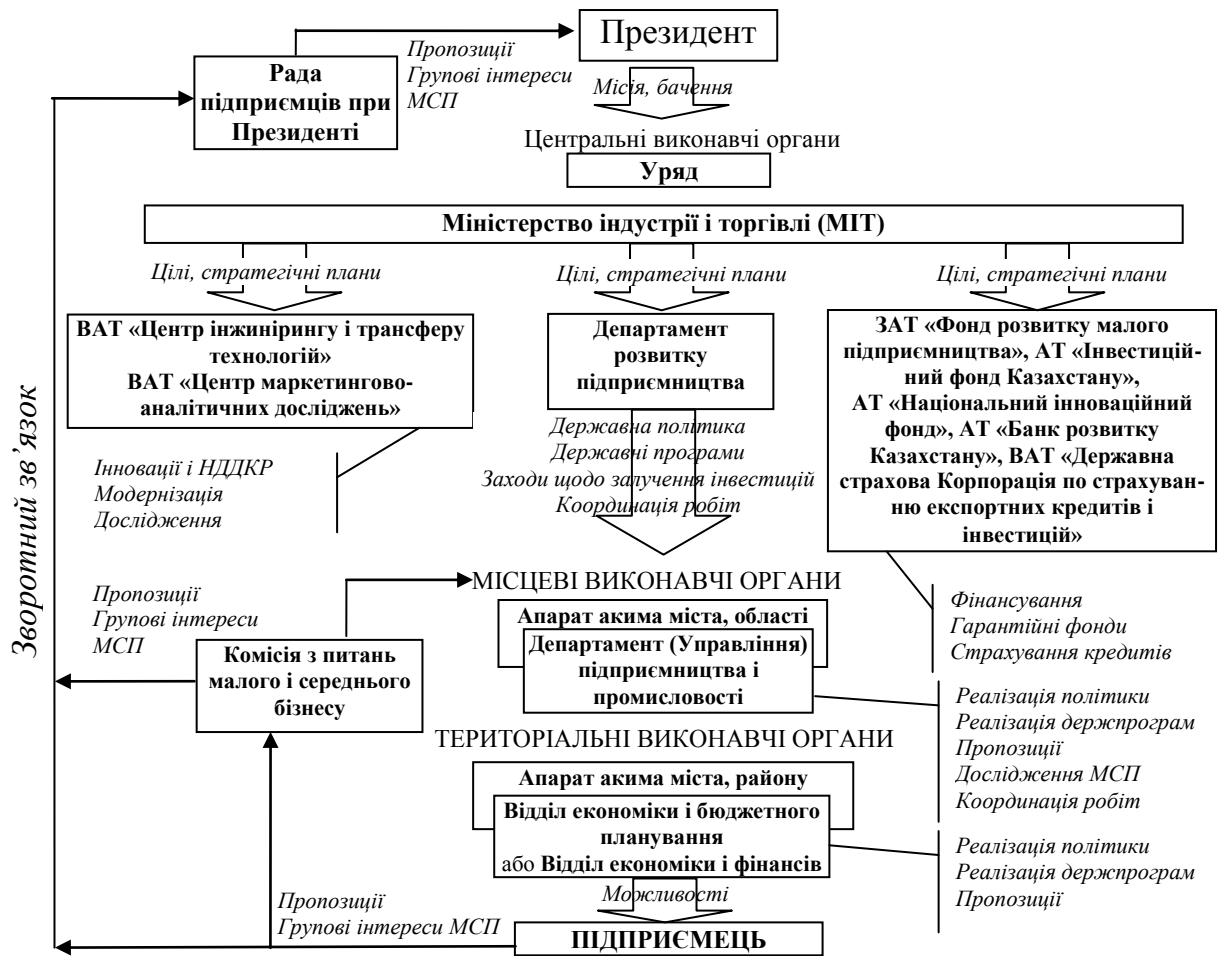 Президент
Пропозиції
Групові інтереси
МСП
Рада
підприємців при
Президенті
Місія, бачення
Центральні виконавчі органи
Уряд
Міністерство індустрії і торгівлі (МІТ)
Цілі, стратегічні плани
Цілі, стратегічні плани
Цілі, стратегічні плани
ВАТ «Центр інжинірингу і трансферу
технологій»
ВАТ «Центр маркетингово-
аналітичних досліджень»
Департамент
розвитку
підприємництва
ЗАТ «Фонд розвитку малого
підприємництва», АТ «Інвестицій-
ний фонд Казахстану»,
АТ «Національний інноваційний
фонд», АТ «Банк розвитку
Казахстану», ВАТ «Державна
страхова Корпорація по страхуван-
ню експортних кредитів і
інвестицій»
Зворотний зв’язок
Інновації і НДДКР
Модернізація
Дослідження
Державна політика
Державні програми
Заходи щодо залучення інвестицій
Координація робіт
МІСЦЕВІ ВИКОНАВЧІ ОРГАНИ
Пропозиції
Групові інтереси
МСП
Апарат акима міста, області
Департамент (Управління)
підприємництва і
промисловості
Фінансування
Гарантійні фонди
Страхування кредитів
Комісія з питань
малого і середнього
бізнесу
Реалізація політики
Реалізація держпрограм
Пропозиції
Дослідження МСП
Координація робіт
ТЕРИТОРІАЛЬНІ ВИКОНАВЧІ ОРГАНИ
Апарат акима міста, району
Відділ економіки і бюджетного
планування
або Відділ економіки і фінансів
Реалізація політики
Реалізація держпрограм
Пропозиції
Можливості
Пропозиції
Групові інтереси МСП
ПІДПРИЄМЕЦЬ